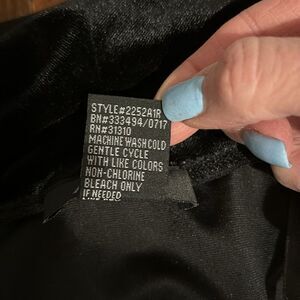 STYLE#2252A1R
BN#333494/0717
RN#31310
MACHINE WASH COLD
GENTLE CYCLE
WITH LIKE COLORS
NON-CHLORINE
BLEACH ONLY
IF NEEDED